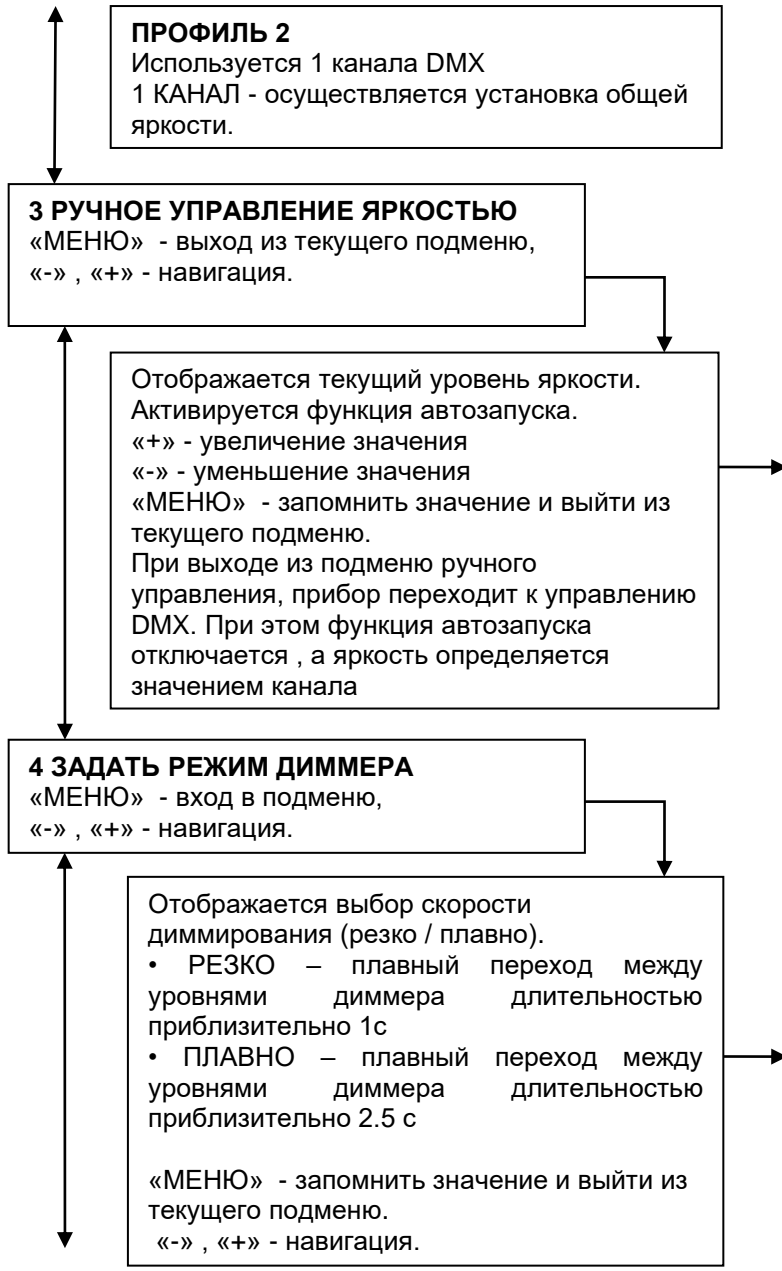 ПРОФИЛЬ 2
Используется 1 канала DMX
1 КАНАЛ - осуществляется установка общей
яркости.
3 РУЧНОЕ УПРАВЛЕНИЕ ЯРКОСТЬЮ
«МЕНЮ» - выход из текущего подменю,
«-» , «+» - навигация.
Отображается текущий уровень яркости.
Активируется функция автозапуска.
«+» - увеличение значения
«-» - уменьшение значения
«МЕНЮ» - запомнить значение и выйти из
текущего подменю.
При выходе из подменю ручного
управления, прибор переходит к управлению
DMX. При этом функция автозапуска
отключается , а яркость определяется
значением канала
4 ЗАДАТЬ РЕЖИМ ДИММЕРА
«МЕНЮ» - вход в подменю,
«-» , «+» - навигация.
Отображается выбор скорости
диммирования (резко / плавно).
• РЕЗКО – плавный переход между
уровнями диммера длительностью
приблизительно 1с
• ПЛАВНО – плавный переход между
уровнями диммера длительностью
приблизительно 2.5 с
«МЕНЮ» - запомнить значение и выйти из
текущего подменю.
«-» , «+» - навигация.